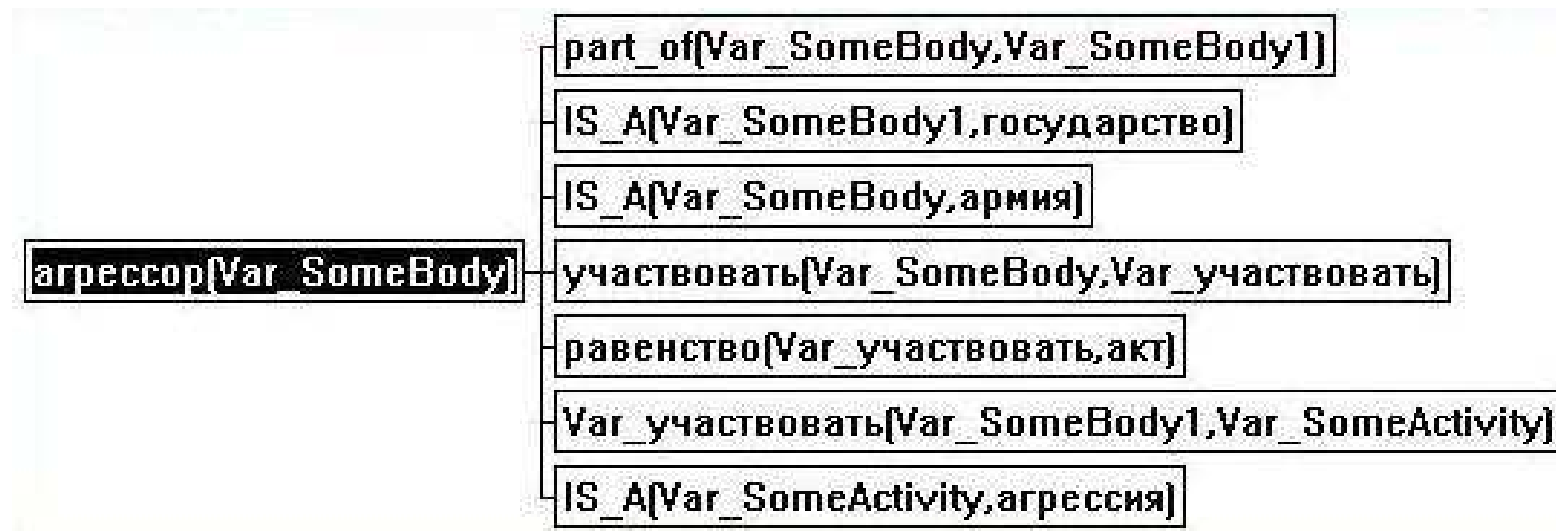 part_of(Var_SomeBody,Var_SomeBody1)
IS_A(Var_SomeBody1,государство)
IS_A(Var_SomeBody,армия)
агрессор(Var_SomeBody)
участвовать(Var_SomeBody,Var_участвовать)
равенство(Var_участвовать,акт)
Var_участвовать(Var_SomeBody1,Var_SomeActivity)
IS_A(Var_SomeActivity,агрессия)